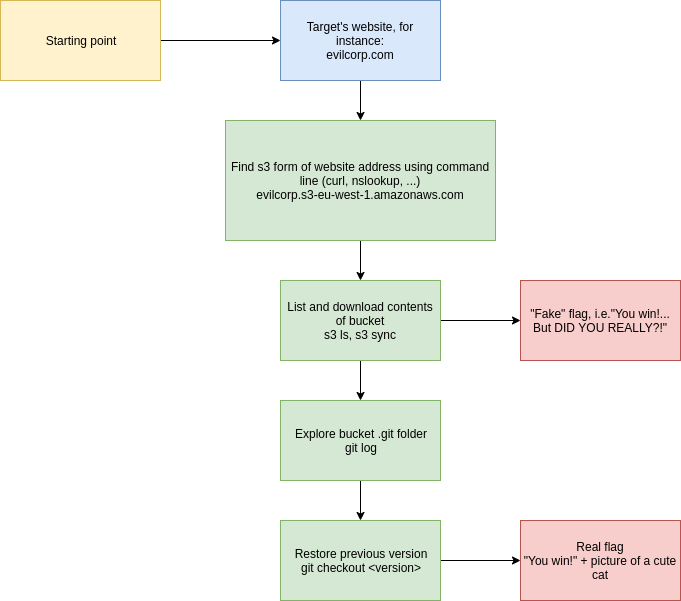 Starting point
Target's website, for
instance:
evilcorp.com
Find s3 form of website address using command
line (curl, nslookup, ...)
evilcorp.s3-eu-west-1.amazonaws.com
List and download contents
of bucket
s3 ls, s3 sync
"Fake" flag, i.e."You win!...
But DID YOU REALLY?!"
Explore bucket .git folder
git log
Restore previous version
git checkout <version>
Real flag
"You win!" + picture of a cute
cat